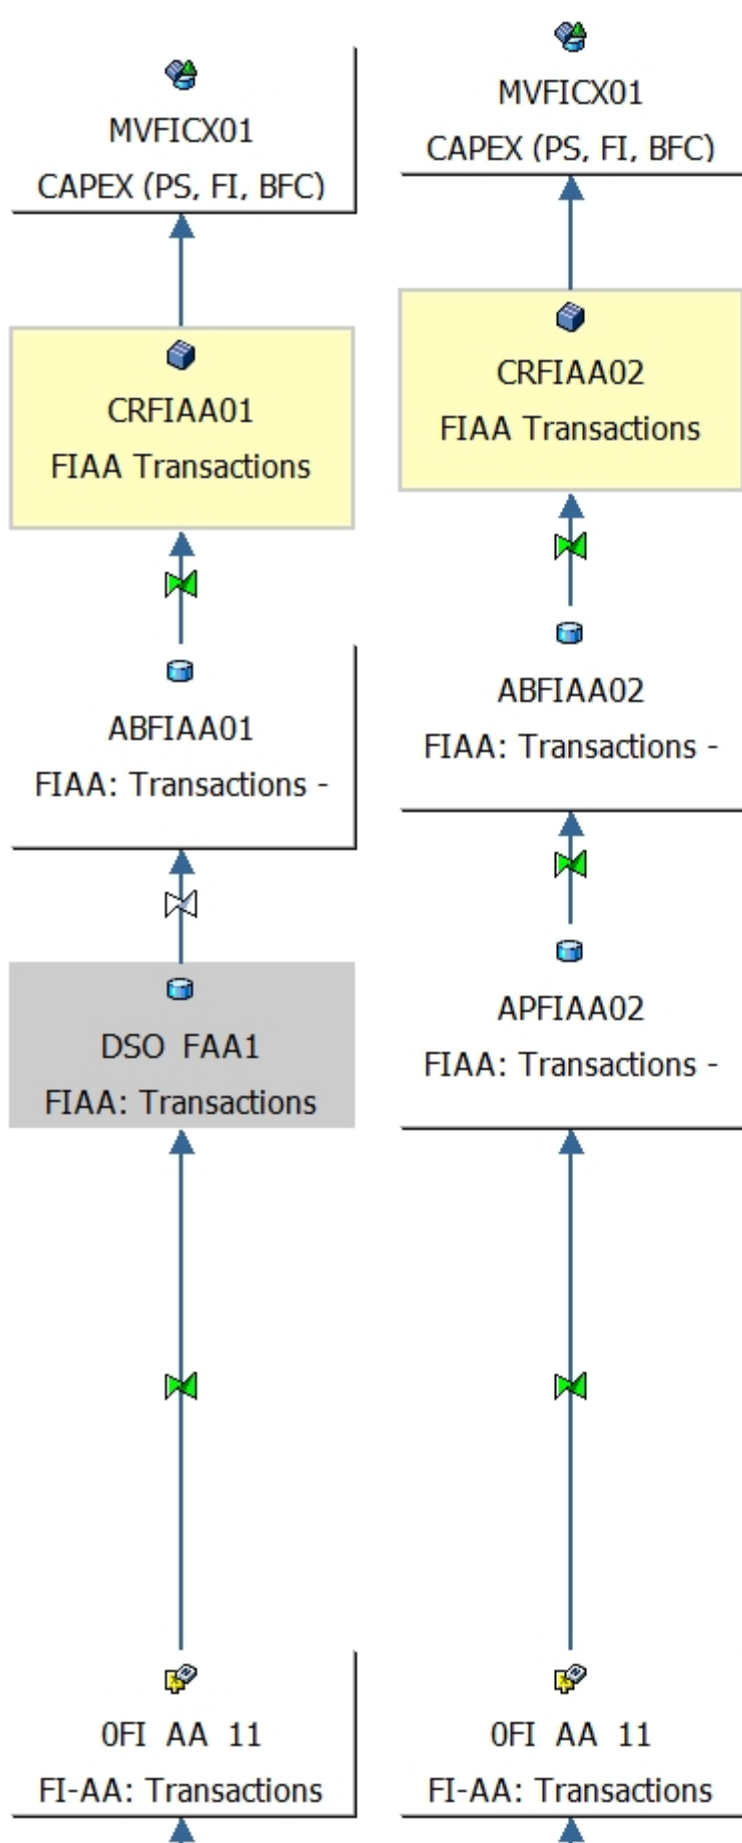 MVFICX01
CAPEX (PS, FI, BFC)
CRFIAA01
FIAA Transactions
ABFIAA01
FIAA: Transactions -
DSO FAA1
FIAA: Transactions
0FI AA 11
FI-AA: Transactions
MVFICX01
CAPEX (PS, FI, BFC)
CRFIAA02
FIAA Transactions
ABFIAA02
FIAA: Transactions -
APFIAA02
FIAA: Transactions -
0FI AA 11
FI-AA: Transactions